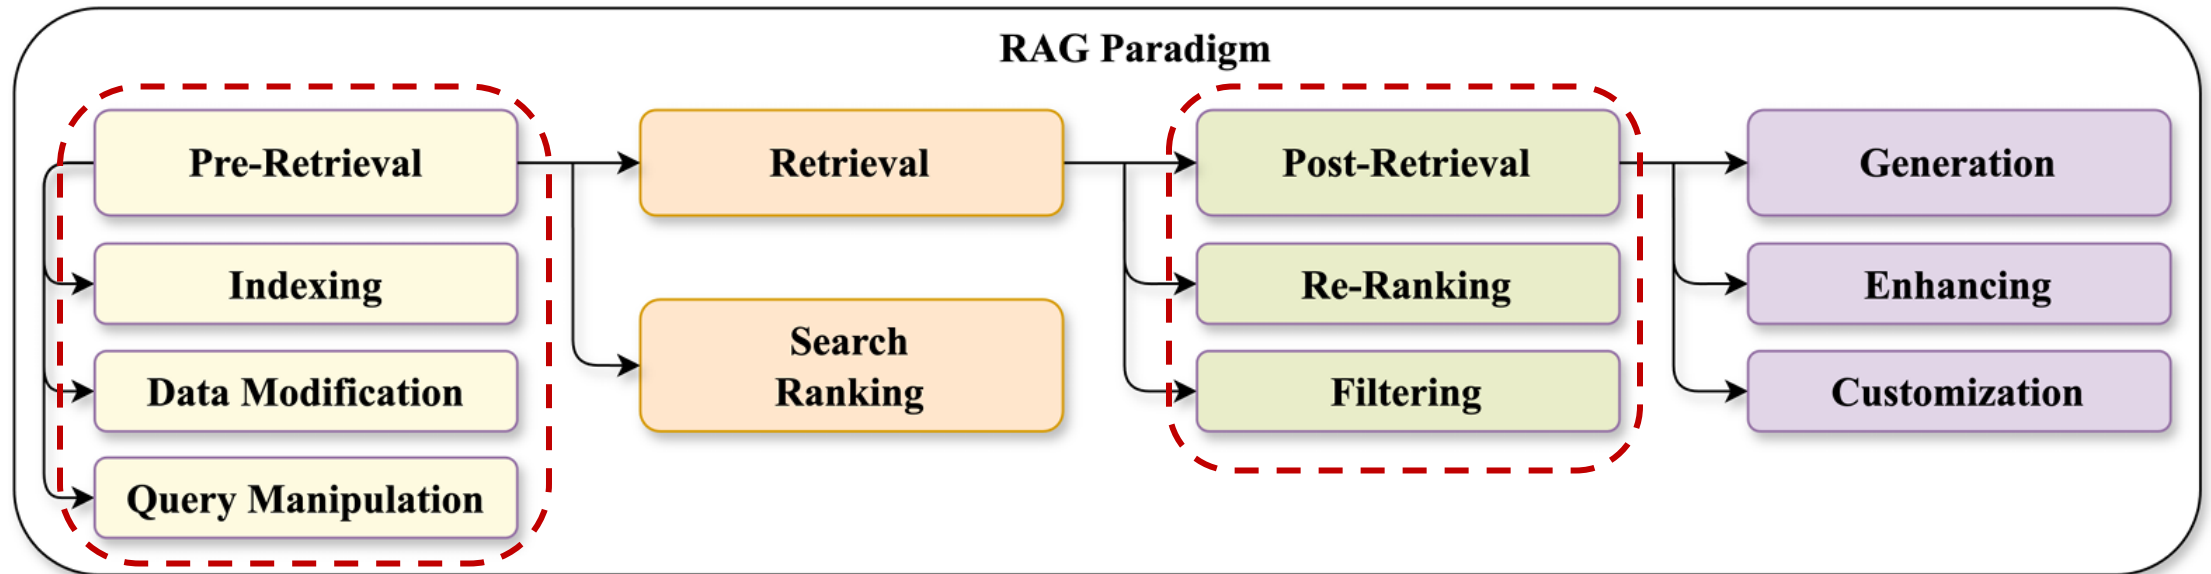 RAG Paradigm
Pre-Retrieval
Indexing
Data Modification
Query Manipulation
Retrieval
Search
Ranking
Post-Retrieval
Re-Ranking
Filtering
Generation
Enhancing
Customization